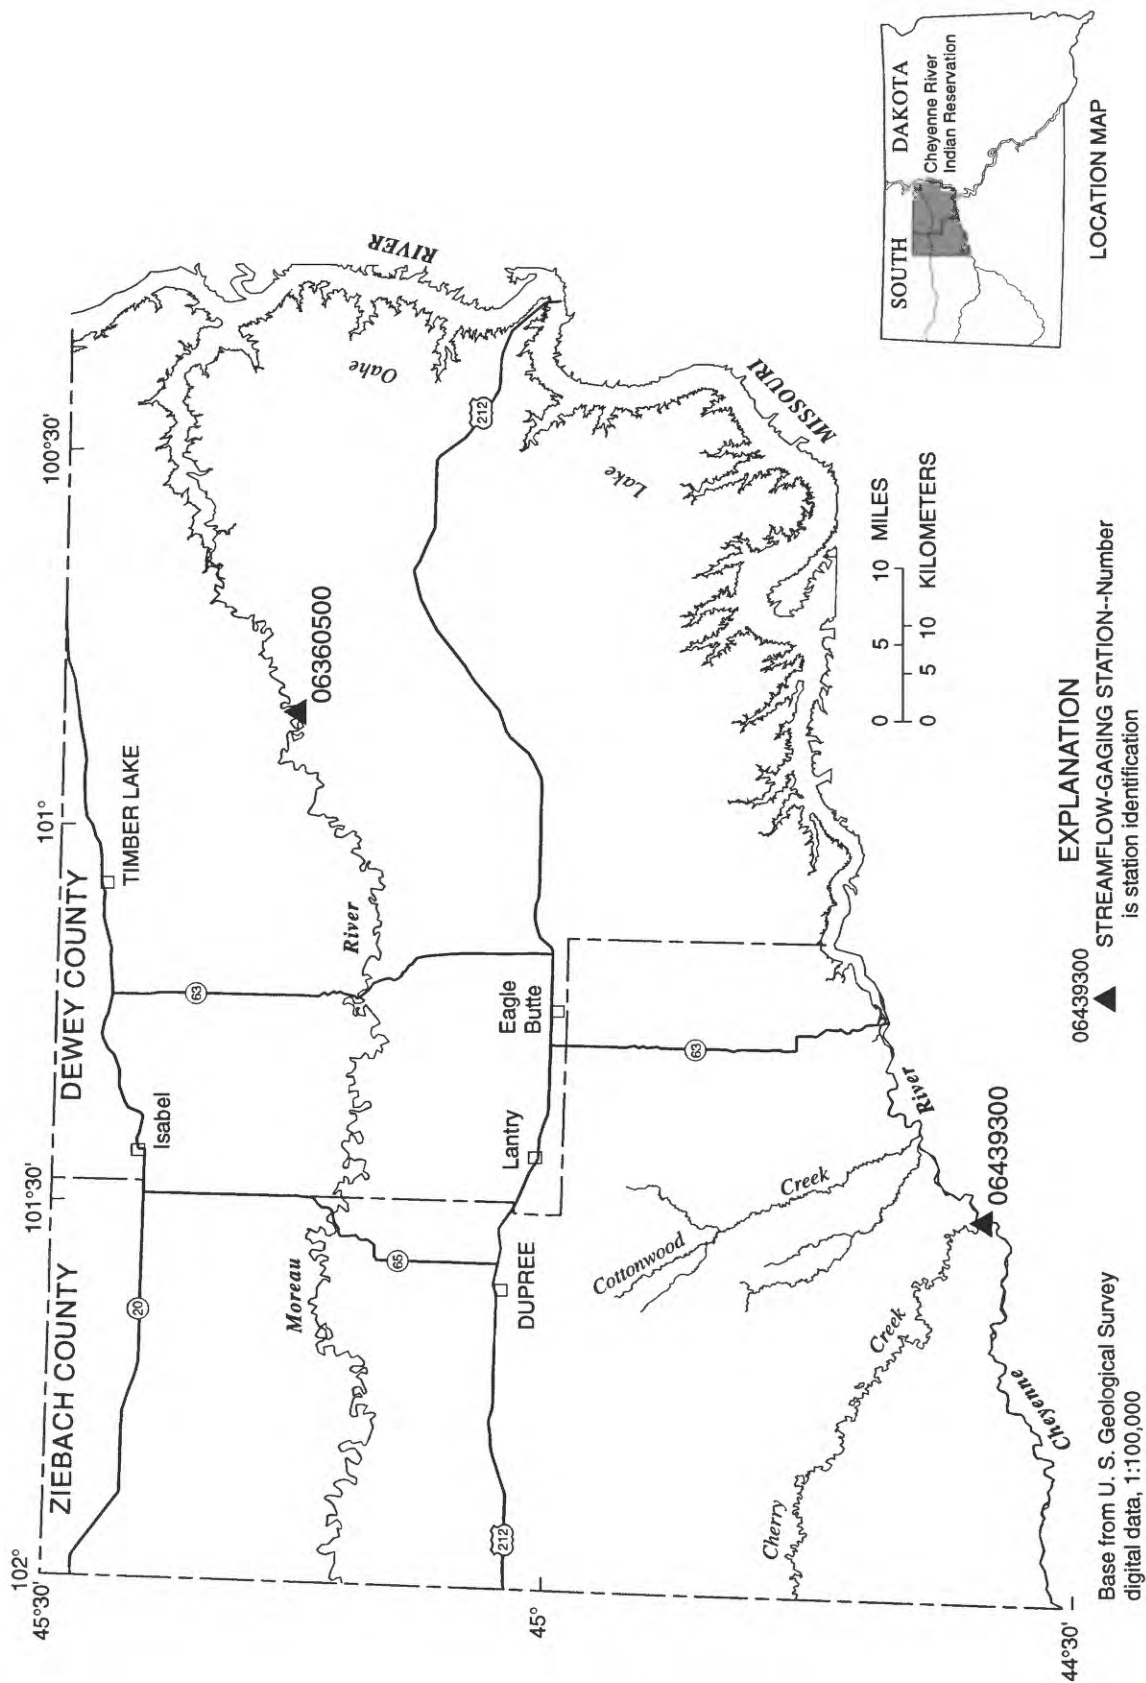 102°
101°30'
101°
100°30'
45°30'
45°
44°30'
ZIEBACH COUNTY
DEWEY COUNTY
20
Isabel
TIMBER LAKE
63
65
Moreau
River
06360500
Oahe
RIVER
212
DUPREE
Lantry
Eagle
Butte
212
63
Lake
MISSOURI
Cottonwood
Creek
Cherry
Creek
River
Cheyenne
06439300
0 5 10 MILES
0 5 10 KILOMETERS
SOUTH DAKOTA
Cheyenne River
Indian Reservation
LOCATION MAP
Base from U. S. Geological Survey
digital data, 1:100,000
EXPLANATION
06439300
STREAMFLOW-GAGING STATION--Number
is station identification